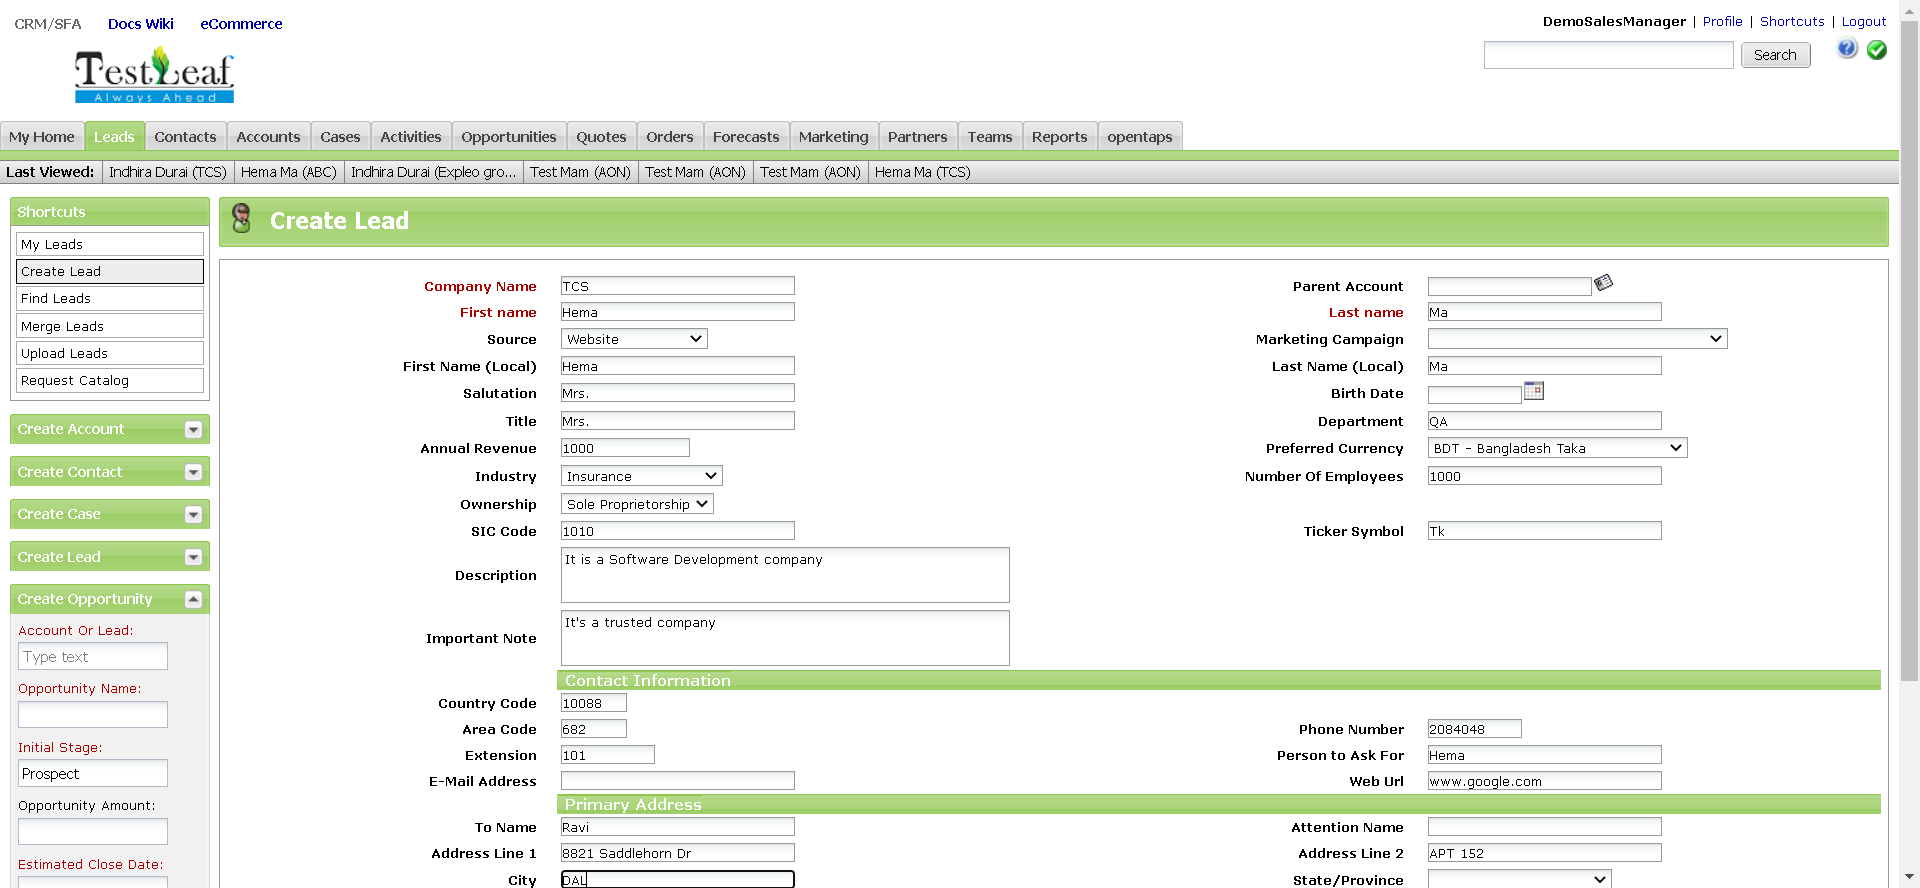 CRM/SFA Docs Wiki eCommerce
DemoSalesManager | Profile | Shortcuts | Logout
Search
TestLeaf
Always Ahead
My Home Leads Contacts Accounts Cases Activities Opportunities Quotes Orders Forecasts Marketing Partners Teams Reports opentaps
Last Viewed: Indhira Durai (TCS) Hema Ma (ABC) Indhira Durai (Expleo gro... Test Mam (AON) Test Mam (AON) Test Mam (AON) Hema Ma (TCS)
Shortcuts
My Leads
Create Lead
Find Leads
Merge Leads
Upload Leads
Request Catalog
Create Account
Create Contact
Create Case
Create Lead
Create Opportunity
Account Or Lead:
Type text
Opportunity Name:
Initial Stage:
Prospect
Opportunity Amount:
Estimated Close Date:
Create Lead
Company Name TCS Parent Account
First name Hema Last name Ma
Source Website Marketing Campaign
First Name (Local) Hema Last Name (Local) Ma
Salutation Mrs. Birth Date
Title Mrs. Department QA
Annual Revenue 1000 Preferred Currency BDT - Bangladesh Taka
Industry Insurance Number Of Employees 1000
Ownership Sole Proprietorship
SIC Code 1010 Ticker Symbol Tk
Description It is a Software Development company
Important Note It's a trusted company
Contact Information
Country Code 10088
Area Code 682 Phone Number 2084048
Extension 101 Person to Ask For Hema
E-Mail Address Web Url www.google.com
Primary Address
To Name Ravi Attention Name
Address Line 1 8821 Saddlehorn Dr Address Line 2 APT 152
City DAL State/Province